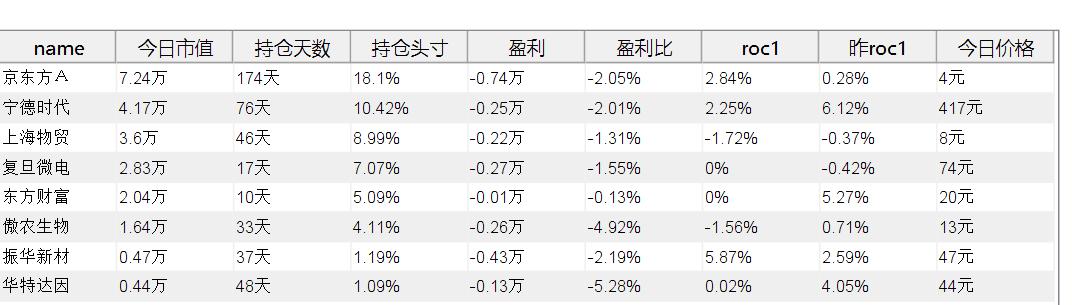 name 今日市值 持仓天数 持仓头寸 盈利 盈利比 roc1 昨roc1 今日价格
京东方Ａ 7.24万 174天 18.1% -0.74万 -2.05% 2.84% 0.28% 4元
宁德时代 4.17万 76天 10.42% -0.25万 -2.01% 2.25% 6.12% 417元
上海物贸 3.6万 46天 8.99% -0.22万 -1.31% -1.72% -0.37% 8元
复旦微电 2.83万 17天 7.07% -0.27万 -1.55% 0% -0.42% 74元
东方财富 2.04万 10天 5.09% -0.01万 -0.13% 0% 5.27% 20元
傲农生物 1.64万 33天 4.11% -0.26万 -4.92% -1.56% 0.71% 13元
振华新材 0.47万 37天 1.19% -0.43万 -2.19% 5.87% 2.59% 47元
华特达因 0.44万 48天 1.09% -0.13万 -5.28% 0.02% 4.05% 44元